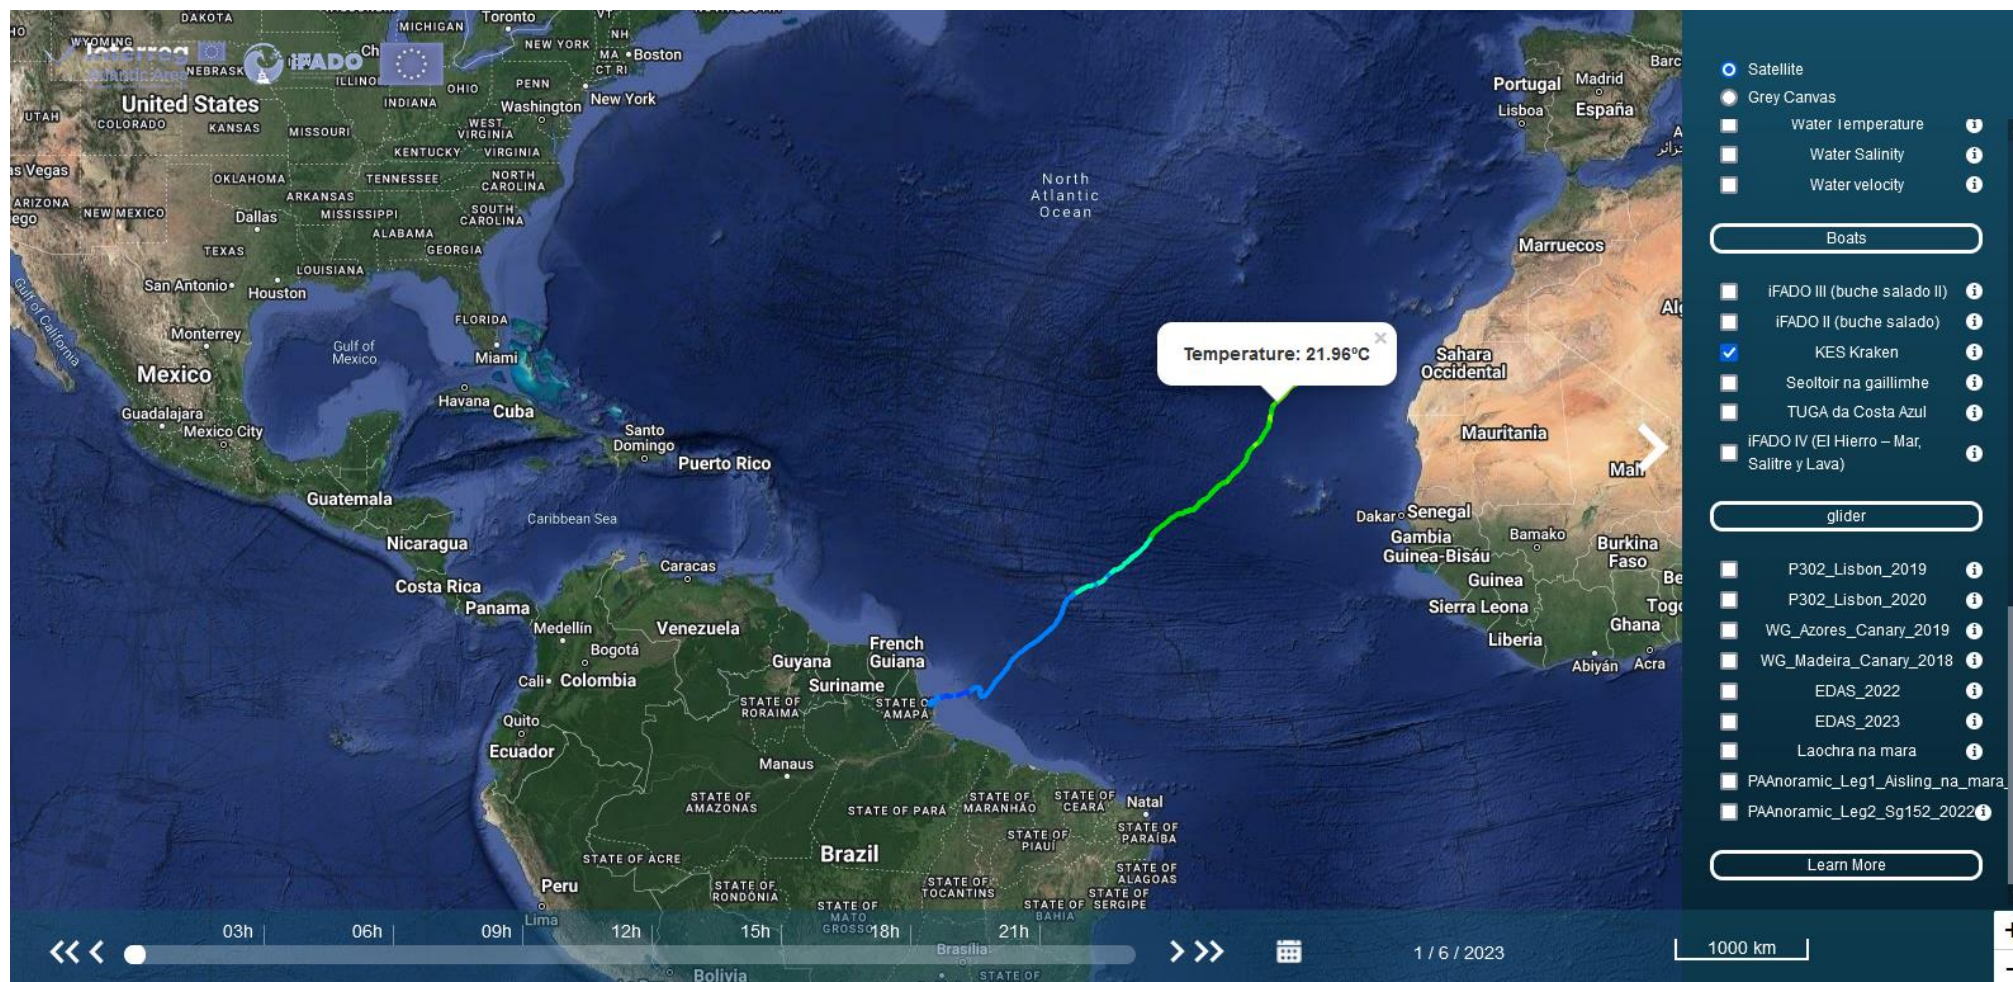 DAKOTA
MICHIGAN
Toronto
VT
NH
WYOMING
Interreg
Atlantic Area
iFADO
NEW YORK
MA
Boston
CT RI
ILLINOI
OHIO
PENN
United States
INDIANA
Washington
New York
UTAH
COLORADO
KANSAS
MISSOURI
WEST
VIRGINIA
KENTUCKY
VIRGINIA
as Vegas
OKLAHOMA
TENNESSEE
NORTH
CAROLINA
ARIZONA
NEW MEXICO
ARKANSAS
ego
Dallas
MISSISSIPPI
SOUTH
CAROLINA
ALABAMA
TEXAS
GEORGIA
LOUISIANA
San Antonio
Houston
Gulf of California
FLORIDA
Monterrey
Gulf of
Mexico
Miami
Mexico
Havana
Cuba
Guadalajara
Mexico City
Santo
Domingo
Puerto Rico
Guatemala
Caribbean Sea
Nicaragua
Caracas
Costa Rica
Panama
Medellín
Venezuela
French
Guiana
Bogotá
Guyana
Cali
Colombia
Suriname
STATE OF
RORAIMA
STATE O
AMAPÁ
Quito
Ecuador
Manaus
STATE OF
AMAZONAS
STATE OF PARÁ
STATE OF
MARANHÃO
STATE OF
CEARÁ
Natal
STATE OF
PARAÍBA
STATE OF
PIAUÍ
STATE OF ACRE
Brazil
STATE OF
ALAGOAS
Peru
STATE OF
RONDÔNIA
STATE OF
TOCANTINS
STATE OF
SERGIPE
STATE OF
MATO
GROSSO
STATE OF
BAHIA
Lima
Brasília
Bolivia
STATE OF
North
Atlantic
Ocean
Portugal
Madrid
Barc
Lisboa
España
Marruecos
Temperature: 21.96ºC
×
Sahara
Occidental
Mauritania
Mali
Dakar
Senegal
Gambia
Guinea-Bisáu
Bamako
Burkina
Faso
Guinea
Be
Sierra Leona
Togo
Ghana
Liberia
Abiyán
Acra
Satellite
Grey Canvas
Water Temperature
Water Salinity
Water velocity
Boats
iFADO III (buche salado II)
iFADO II (buche salado)
KES Kraken
Seoltoir na gaillimhe
TUGA da Costa Azul
iFADO IV (El Hierro – Mar,
Salitre y Lava)
glider
P302_Lisbon_2019
P302_Lisbon_2020
WG_Azores_Canary_2019
WG_Madeira_Canary_2018
EDAS_2022
EDAS_2023
Laochra na mara
PAAnoramic_Leg1_Aisling_na_mara_
PAAnoramic_Leg2_Sg152_2022
Learn More
03h
06h
09h
12h
15h
18h
21h
1 / 6 / 2023
1000 km